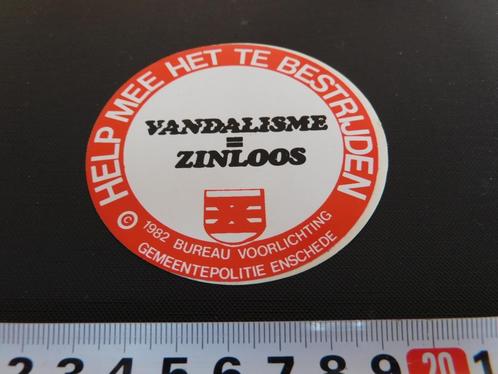 HELP MEE HET TE BESTRIJDEN
VANDALISME
=
ZINLOOS
© 1982 BUREAU VOORLICHTING
GEMEENTEPOLITIE ENSCHEDE
2 3 4 5 6 7 8 9 20 1